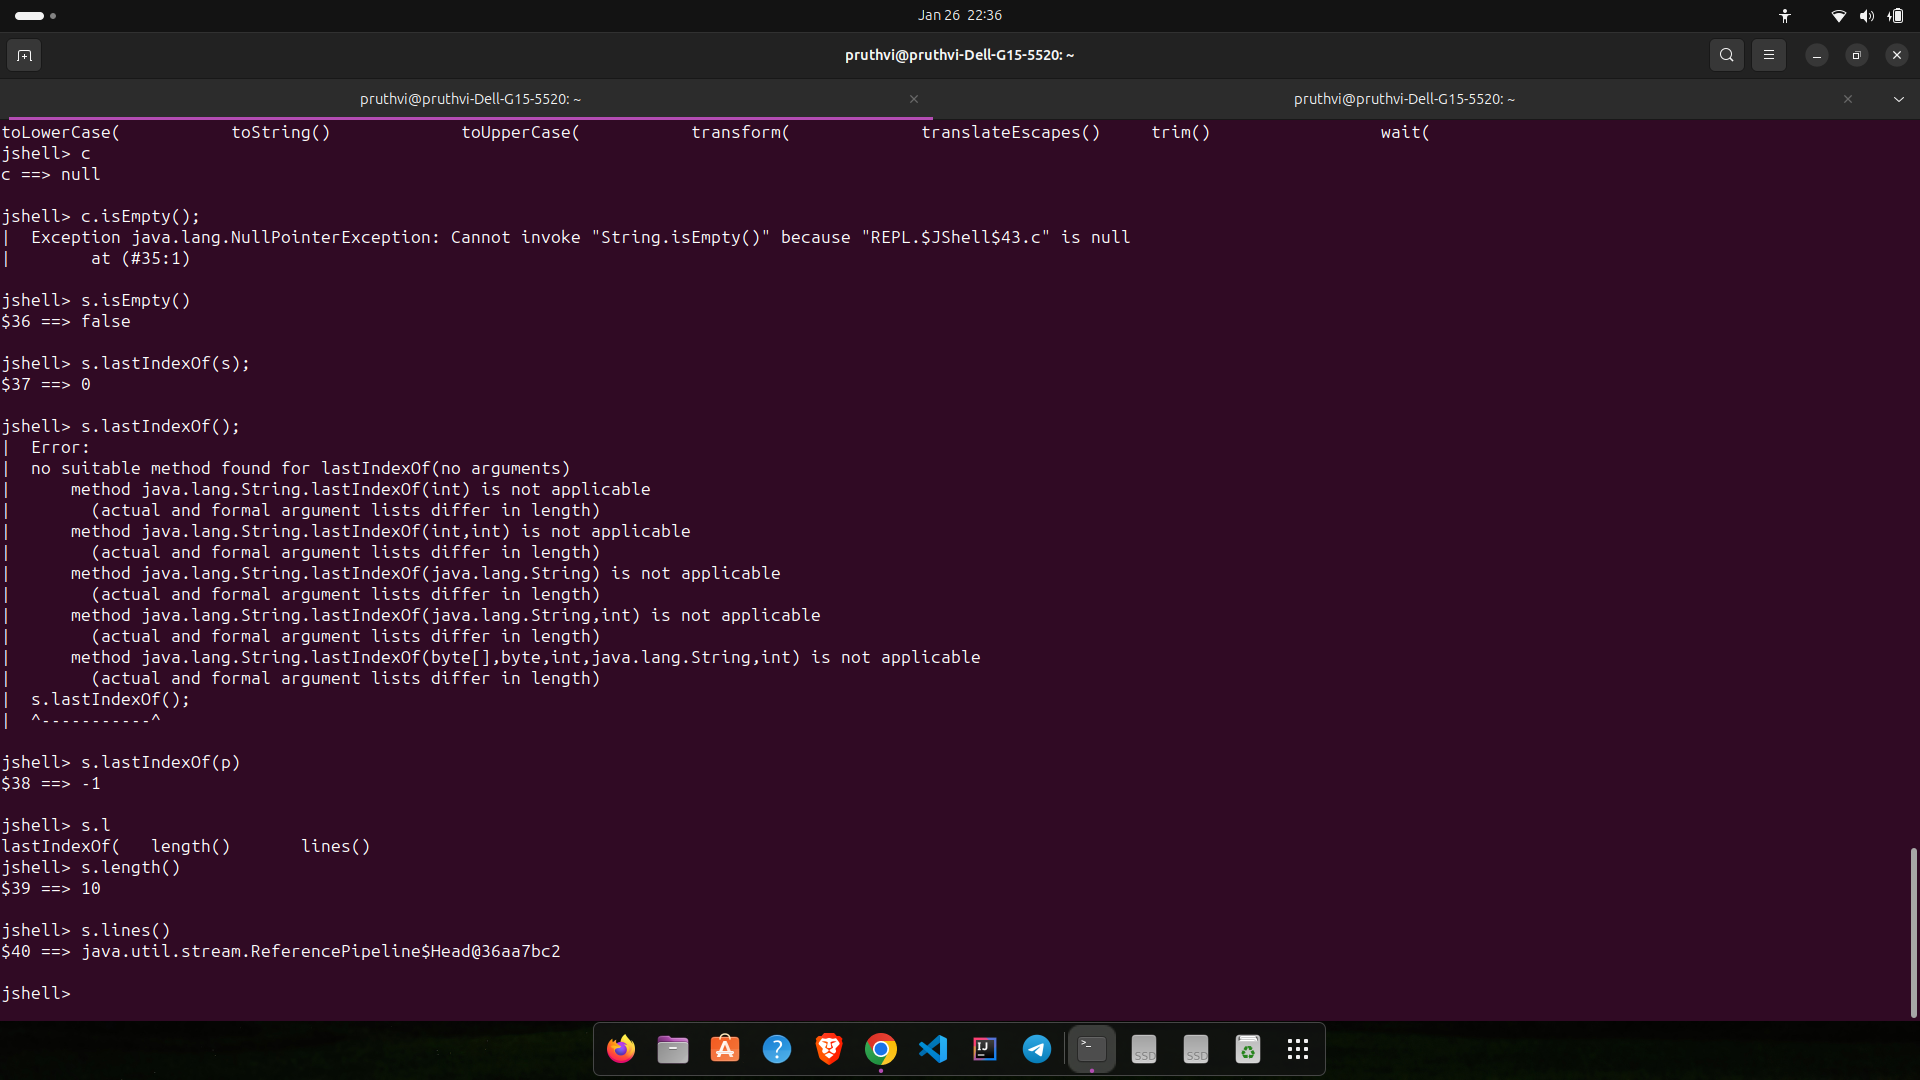 Jan 26 22:36
pruthvi@pruthvi-Dell-G15-5520: ~
pruthvi@pruthvi-Dell-G15-5520: ~
pruthvi@pruthvi-Dell-G15-5520: ~
toLowerCase( toString() toUpperCase( transform( translateEscapes() trim() wait(
jshell> c
c ==> null
jshell> c.isEmpty();
| Exception java.lang.NullPointerException: Cannot invoke "String.isEmpty()" because "REPL.$JShell$43.c" is null
| at (#35:1)
jshell> s.isEmpty()
$36 ==> false
jshell> s.lastIndexOf(s);
$37 ==> 0
jshell> s.lastIndexOf();
| Error:
| no suitable method found for lastIndexOf(no arguments)
| method java.lang.String.lastIndexOf(int) is not applicable
| (actual and formal argument lists differ in length)
| method java.lang.String.lastIndexOf(int,int) is not applicable
| (actual and formal argument lists differ in length)
| method java.lang.String.lastIndexOf(java.lang.String) is not applicable
| (actual and formal argument lists differ in length)
| method java.lang.String.lastIndexOf(java.lang.String,int) is not applicable
| (actual and formal argument lists differ in length)
| method java.lang.String.lastIndexOf(byte[],byte,int,java.lang.String,int) is not applicable
| (actual and formal argument lists differ in length)
| s.lastIndexOf();
| ^-----------^
jshell> s.lastIndexOf(p)
$38 ==> -1
jshell> s.l
lastIndexOf( length() lines()
jshell> s.length()
$39 ==> 10
jshell> s.lines()
$40 ==> java.util.stream.ReferencePipeline$Head@36aa7bc2
jshell>
IJ
>_
SSD
SSD